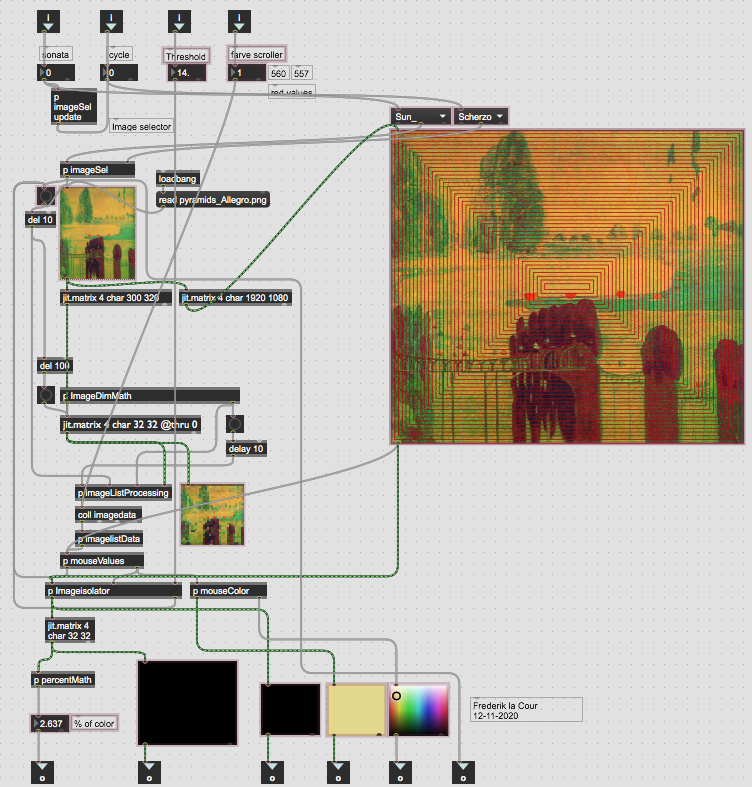 i
i
i
i
sonata
cycle
Threshold
farve scroller
0
0
14.
1
560
557
red values
p
imageSel
update
Image selector
Sun_
Scherzo
p imageSel
loadbang
read pyramids_Allegro.png
del 10
jit.matrix 4 char 300 320
jit.matrix 4 char 1920 1080
del 100
p ImageDimMath
jit.matrix 4 char 32 32 @thru 0
delay 10
p imageListProcessing
coll imagedata
p imagelistData
p mouseValues
p Imageisolator
p mouseColor
jit.matrix 4
char 32 32
p percentMath
2.637
% of color
Frederik la Cour
12-11-2020
o
o
o
o
o
o